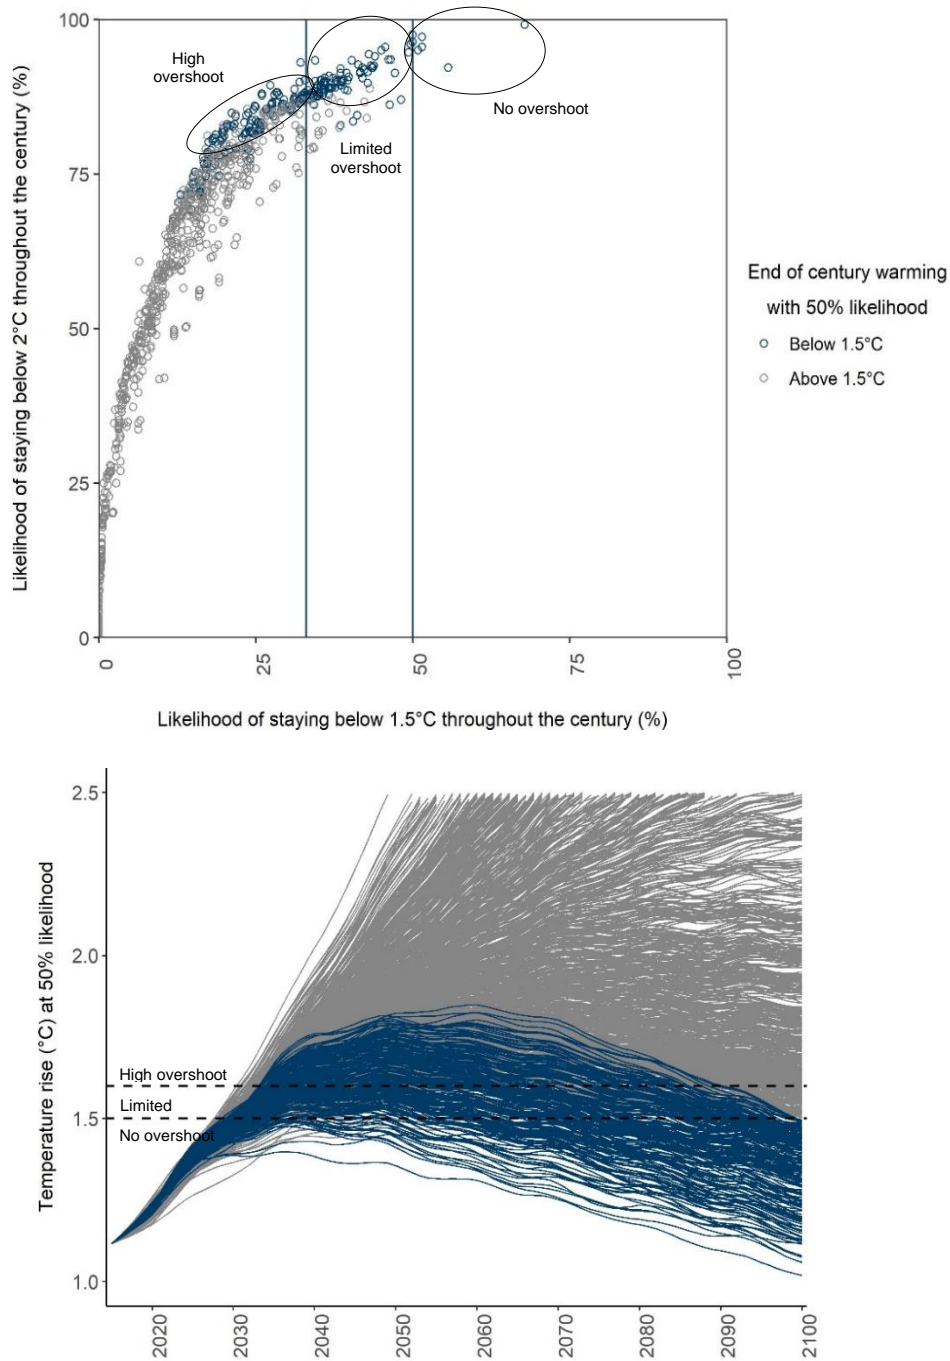 Likelihood of staying below 2°C throughout the century (%)
100
75
50
25
0
High
overshoot
Limited
overshoot
No overshoot
0
25
50
75
100
Likelihood of staying below 1.5°C throughout the century (%)
End of century warming
with 50% likelihood
Below 1.5°C
Above 1.5°C
Temperature rise (°C) at 50% likelihood
2.5
2.0
1.5
1.0
High overshoot
Limited
No overshoot
2020
2030
2040
2050
2060
2070
2080
2090
2100